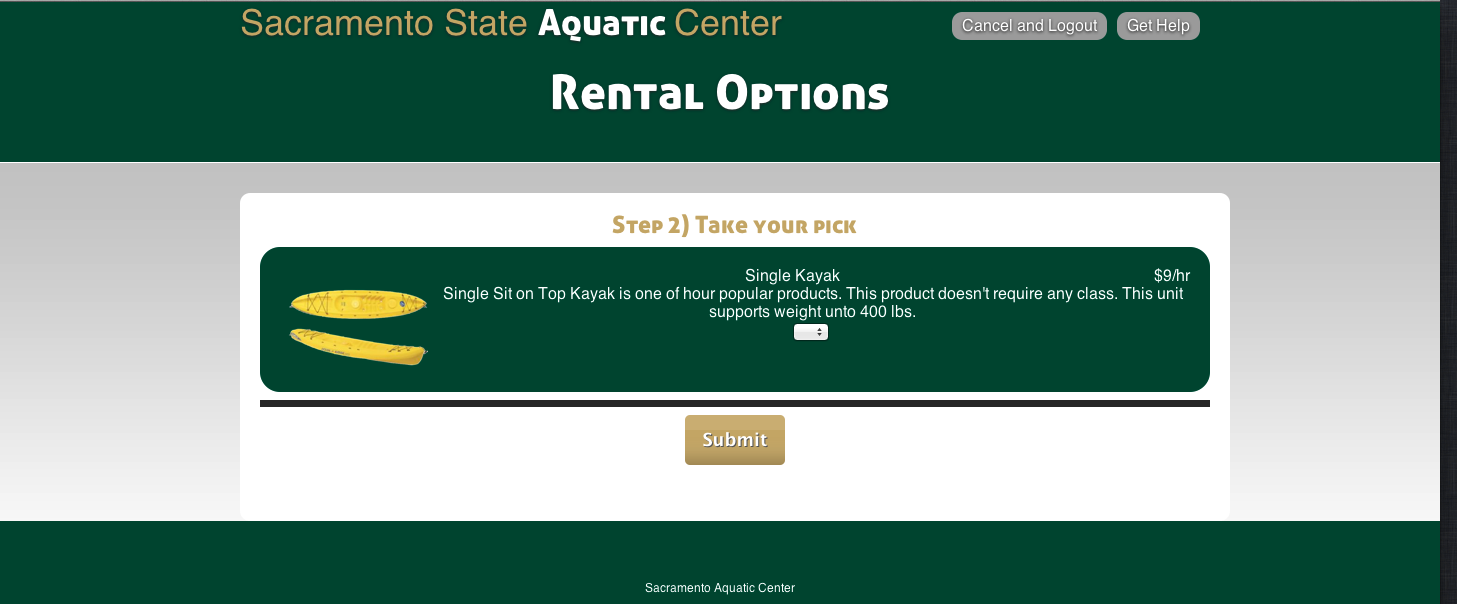 Sacramento State Aquatic Center
Cancel and Logout
Get Help
Rental Options
Step 2) Take your pick
Single Kayak
$9/hr
Single Sit on Top Kayak is one of hour popular products. This product doesn't require any class. This unit
supports weight unto 400 lbs.
Submit
Sacramento Aquatic Center